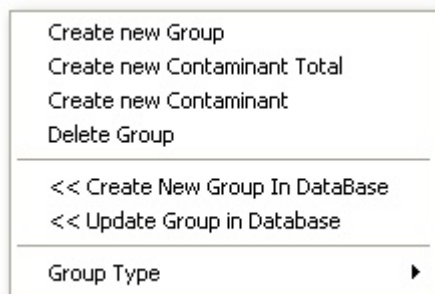 Create new Group
Create new Contaminant Total
Create new Contaminant
Delete Group
<< Create New Group In DataBase
<< Update Group in Database
Group Type